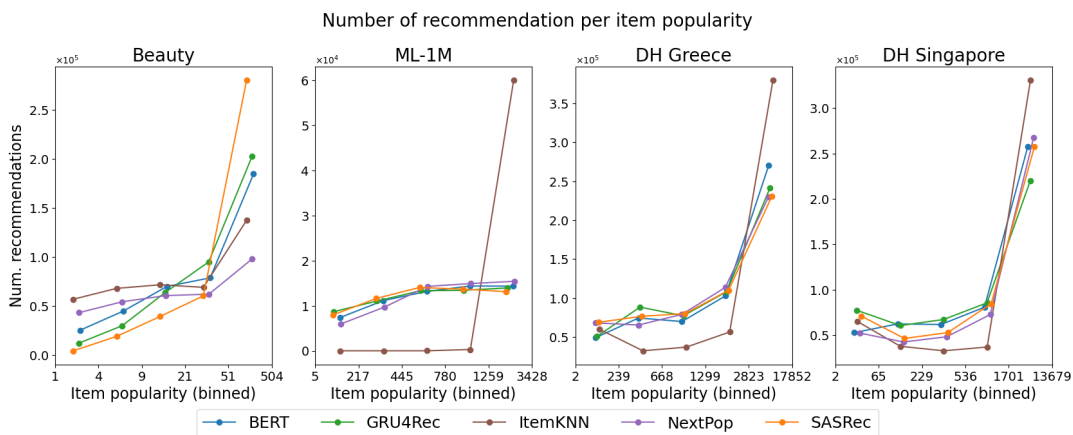 Number of recommendation per item popularity
Beauty
ML-1M
DH Greece
DH Singapore
×10⁵
×10⁴
×10⁵
×10⁵
Num. recommendations
2.5
2.0
1.5
1.0
0.5
0.0
6
5
4
3
2
1
0
3.5
3.0
2.5
2.0
1.5
1.0
0.5
3.0
2.5
2.0
1.5
1.0
0.5
1 4 9 21 51 504
5 217 445 780 1259 3428
2 239 668 1299 2823 17852
2 65 229 536 1701 13679
Item popularity (binned)
Item popularity (binned)
Item popularity (binned)
Item popularity (binned)
BERT GRU4Rec ItemKNN NextPop SASRec